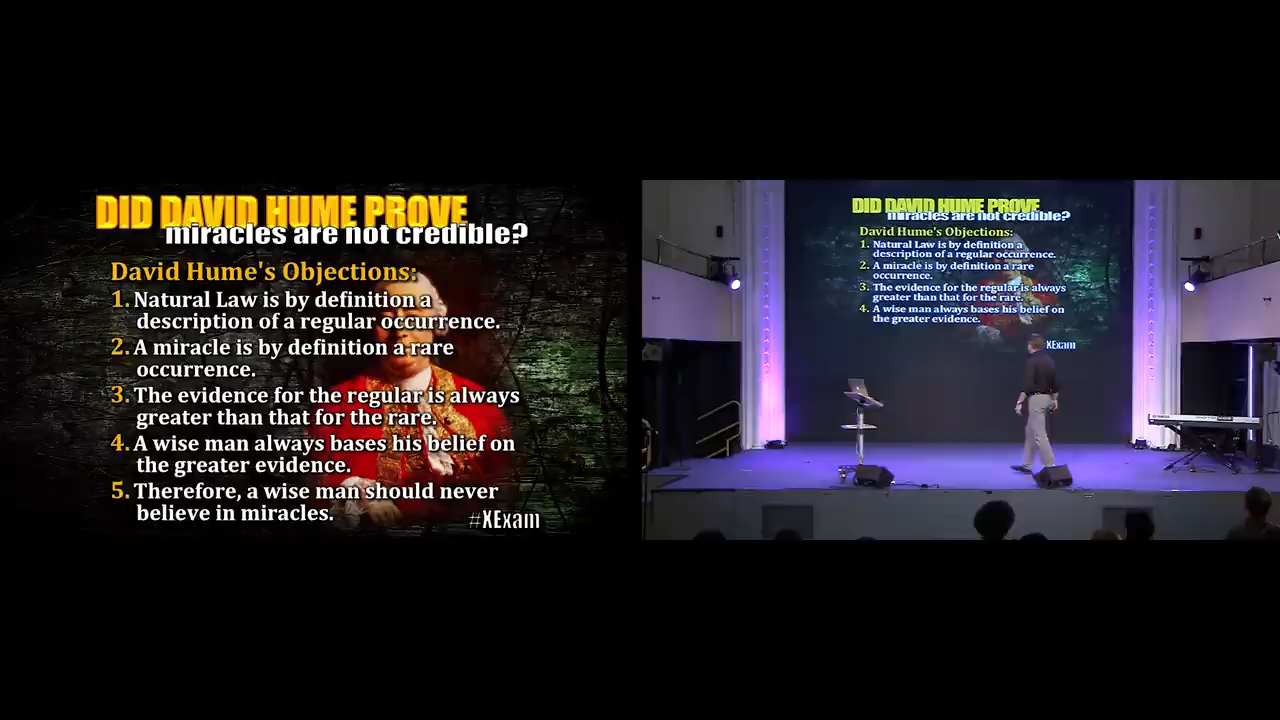 DID DAVID HUME PROVE
miracles are not credible?
David Hume's Objections:
1. Natural Law is by definition a
description of a regular occurrence.
2. A miracle is by definition a rare
occurrence.
3. The evidence for the regular is always
greater than that for the rare.
4. A wise man always bases his belief on
the greater evidence.
5. Therefore, a wise man should never
believe in miracles.
#XExam
DID DAVID HUME PROVE
miracles are not credible?
David Hume's Objections:
1. Natural Law is by definition a
description of a regular occurrence.
2. A miracle is by definition a rare
occurrence.
3. The evidence for the regular is always
greater than that for the rare.
4. A wise man always bases his belief on
the greater evidence.
#XExam